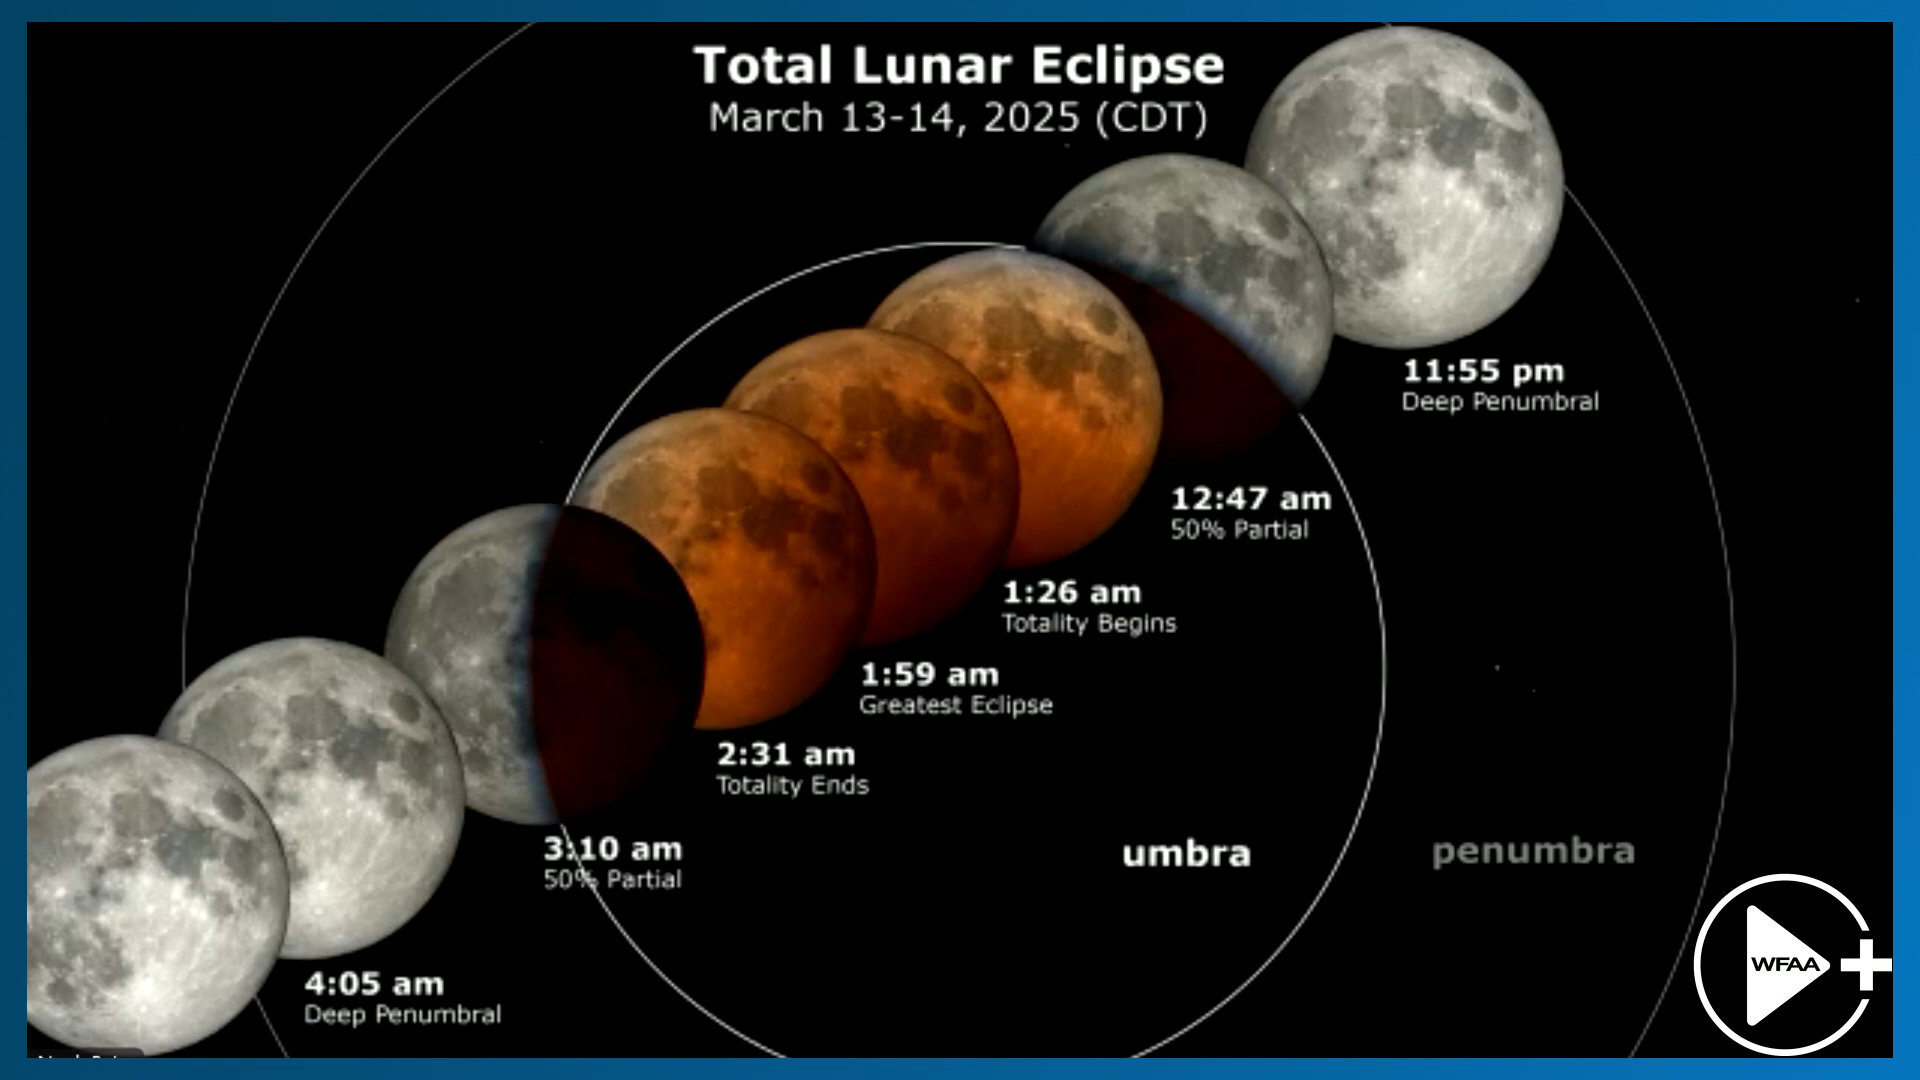 Total Lunar Eclipse
March 13-14, 2025 (CDT)
11:55 pm
Deep Penumbral
12:47 am
50% Partial
1:26 am
Totality Begins
1:59 am
Greatest Eclipse
2:31 am
Totality Ends
3:10 am
50% Partial
umbra
penumbra
4:05 am
Deep Penumbral
WFAA+